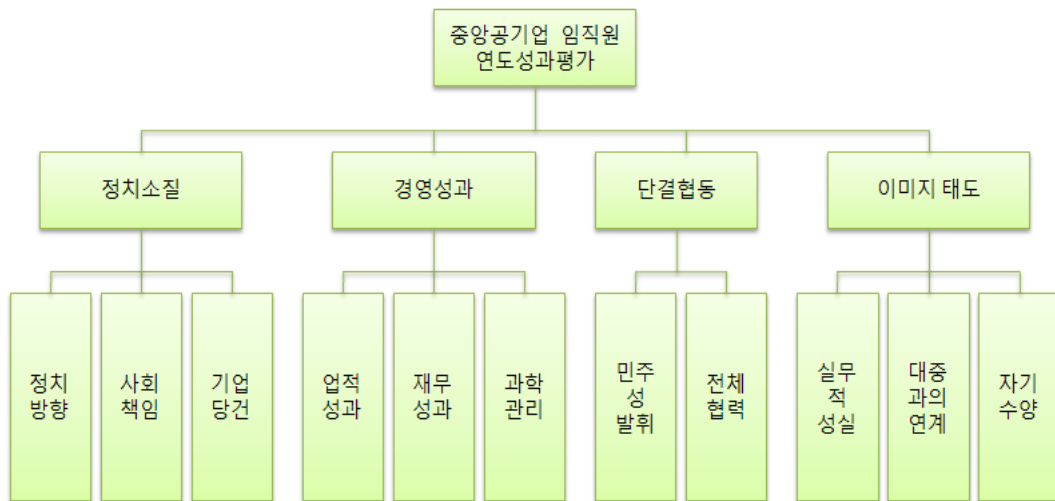 중앙공기업 임직원
연도성과평가
정치소질
경영성과
단결협동
이미지 태도
정치
방향
사회
책임
기업
당건
업적
성과
재무
성과
과학
관리
민주
성
발휘
전체
협력
실무
적
성실
대중
과의
연계
자기
수양